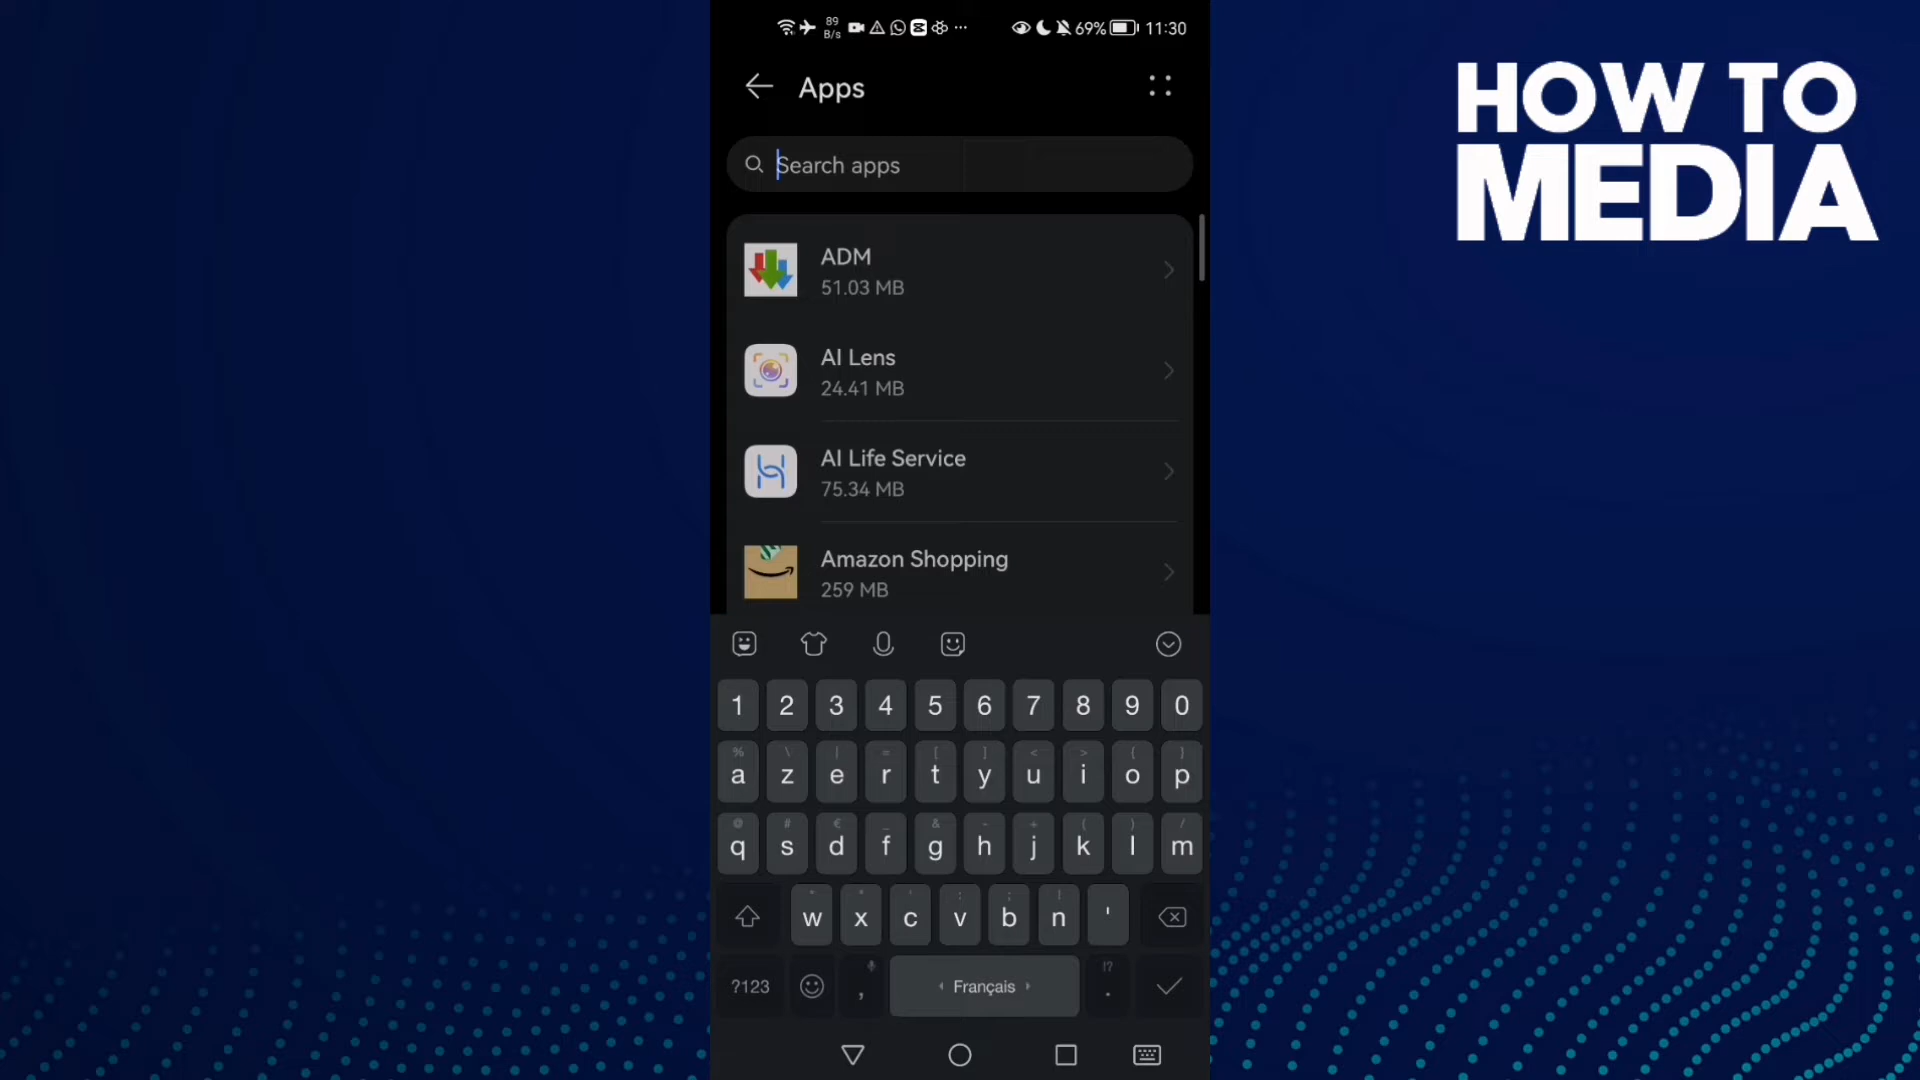 89
B/s
69%
11:30
Apps
HOW TO
MEDIA
Search apps
ADM
51.03 MB
AI Lens
24.41 MB
AI Life Service
75.34 MB
Amazon Shopping
259 MB
1 2 3 4 5 6 7 8 9 0
% \ | = [ ] < > { }
a z e r t y u i o p
@ # € _ & - + ( ) /
q s d f g h j k l m
w x c v b n '
!?
?123 , Français .